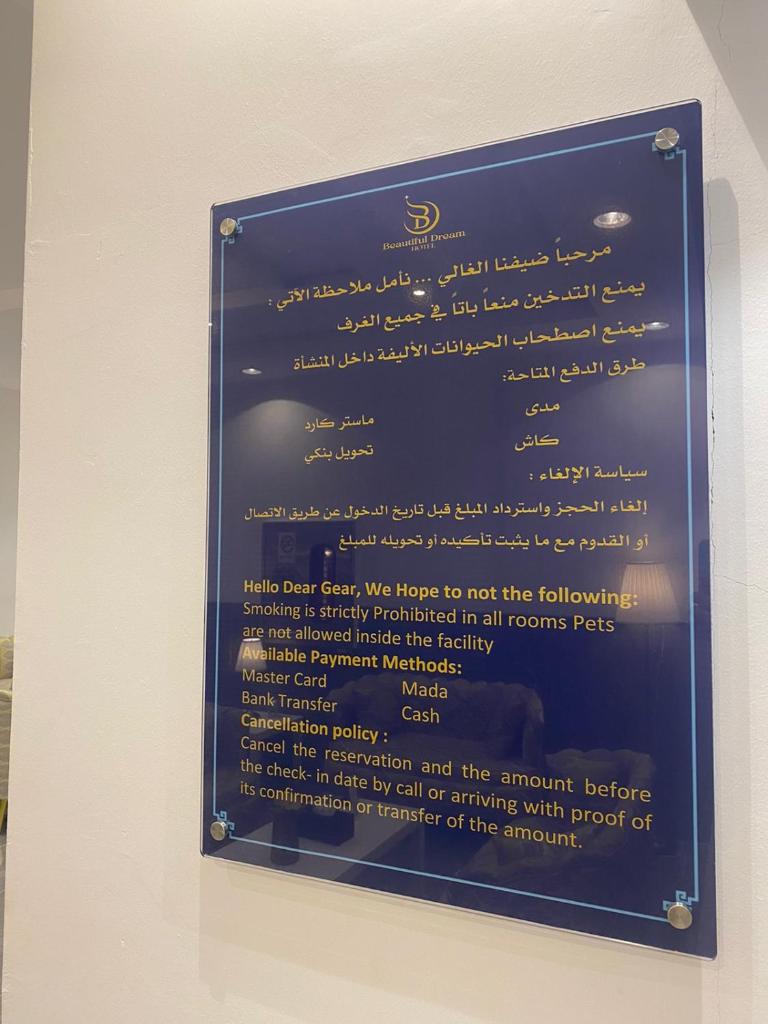 Beautiful Dream
HOTEL
مرحباً ضيفنا الغالي ... نأمل ملاحظة الآتي :
يمنع التدخين منعاً باتاً في جميع الغرف
يمنع اصطحاب الحيوانات الأليفة داخل المنشأة
طرق الدفع المتاحة:
مدى ماستر كارد
كاش تحويل بنكي
سياسة الإلغاء :
إلغاء الحجز واسترداد المبلغ قبل تاريخ الدخول عن طريق الاتصال
أو القدوم مع ما يثبت تأكيده أو تحويله للمبلغ
Hello Dear Gear, We Hope to not the following:
Smoking is strictly Prohibited in all rooms Pets
are not allowed inside the facility
Available Payment Methods:
Master Card Mada
Bank Transfer Cash
Cancellation policy :
Cancel the reservation and the amount before
the check- in date by call or arriving with proof of
its confirmation or transfer of the amount.